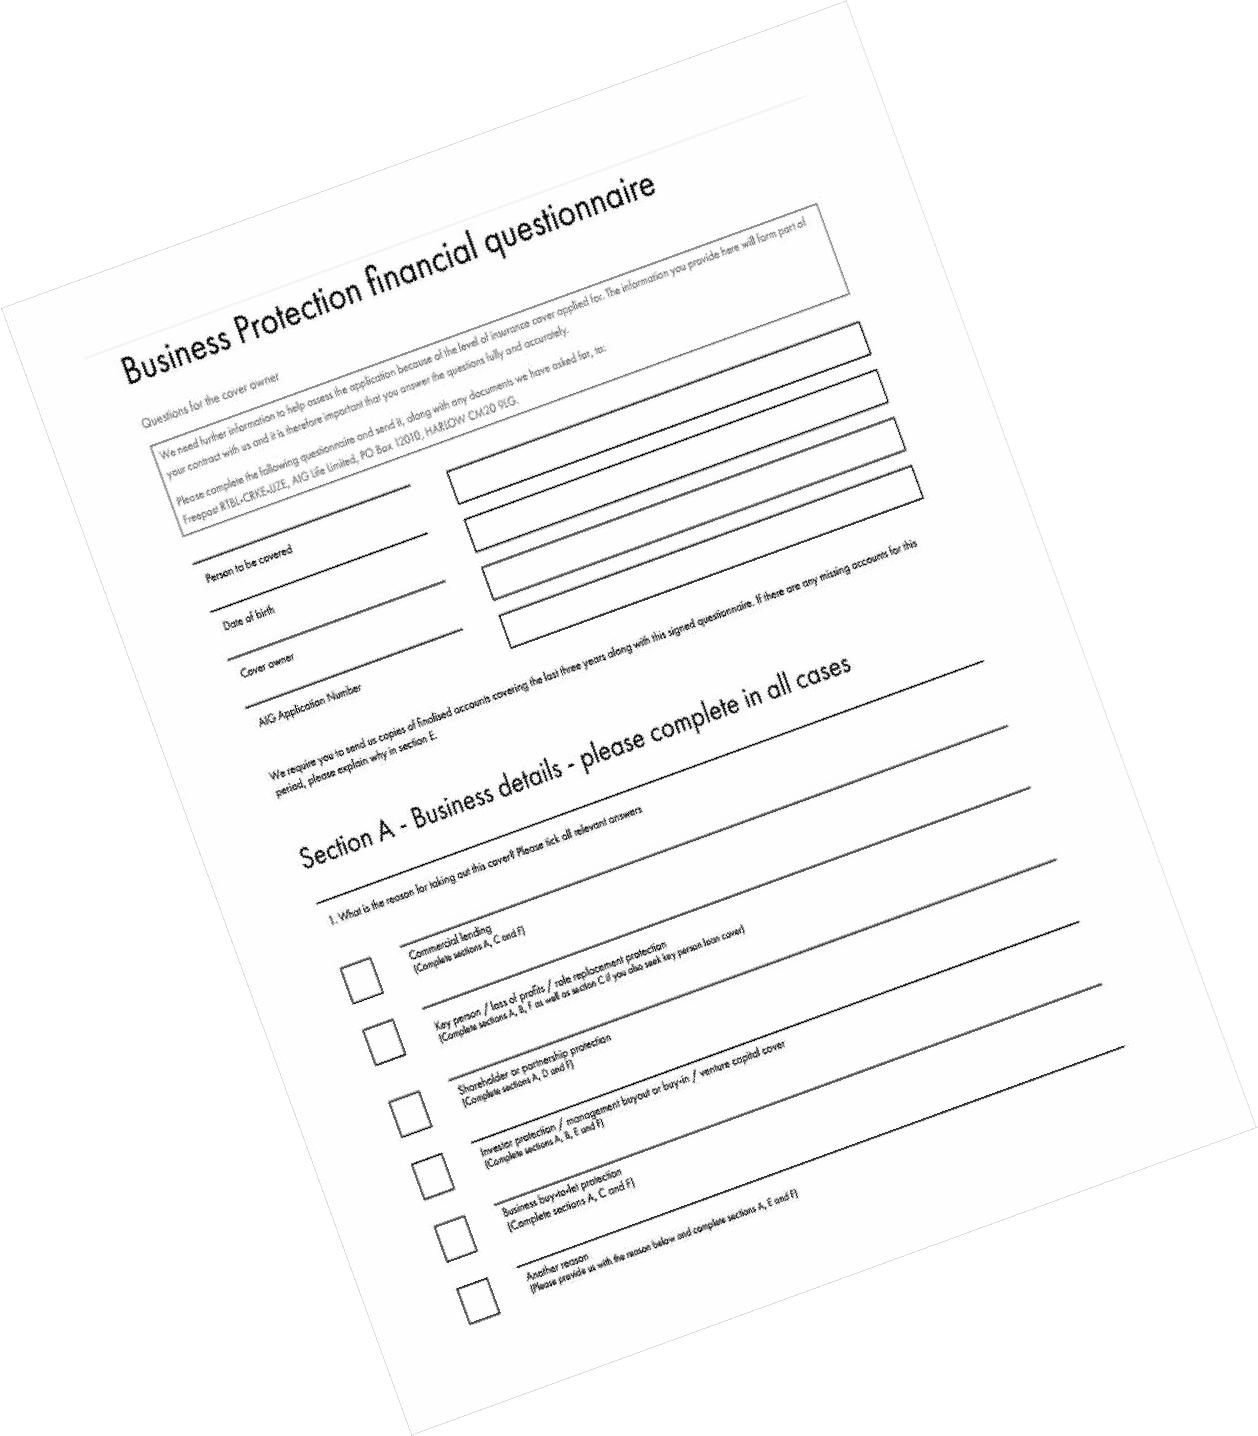 Business Protection financial questionnaire
Questions for the cover owner
We need further information to help assess the application because of the level of insurance cover applied for. The information you provide here will form part of
your contract with us and it is therefore important that you answer the questions fully and accurately.
Please complete the following questionnaire and send it, along with any documents we have asked for, to:
Freepost RTBL-CRKE-UZE, AIG Life Limited, PO Box 12010, HARLOW CM20 9LG.
Person to be covered
Date of birth
Cover owner
AIG Application Number
We require you to send us copies of finalised accounts covering the last three years along with this signed questionnaire. If there are any missing accounts for this
period, please explain why in section E.
Section A - Business details - please complete in all cases
1. What is the reason for taking out this cover? Please tick all relevant answers
Commercial lending
(Complete sections A, C and F)
Key person / loss of profits / role replacement protection
(Complete sections A, B, F as well as section C if you also seek key person loan cover)
Shareholder or partnership protection
(Complete sections A, D and F)
Investor protection / management buyout or buy-in / venture capital cover
(Complete sections A, B, E and F)
Business buy-to-let protection
(Complete sections A, C and F)
Another reason
(Please provide us with the reason below and complete sections A, E and F)